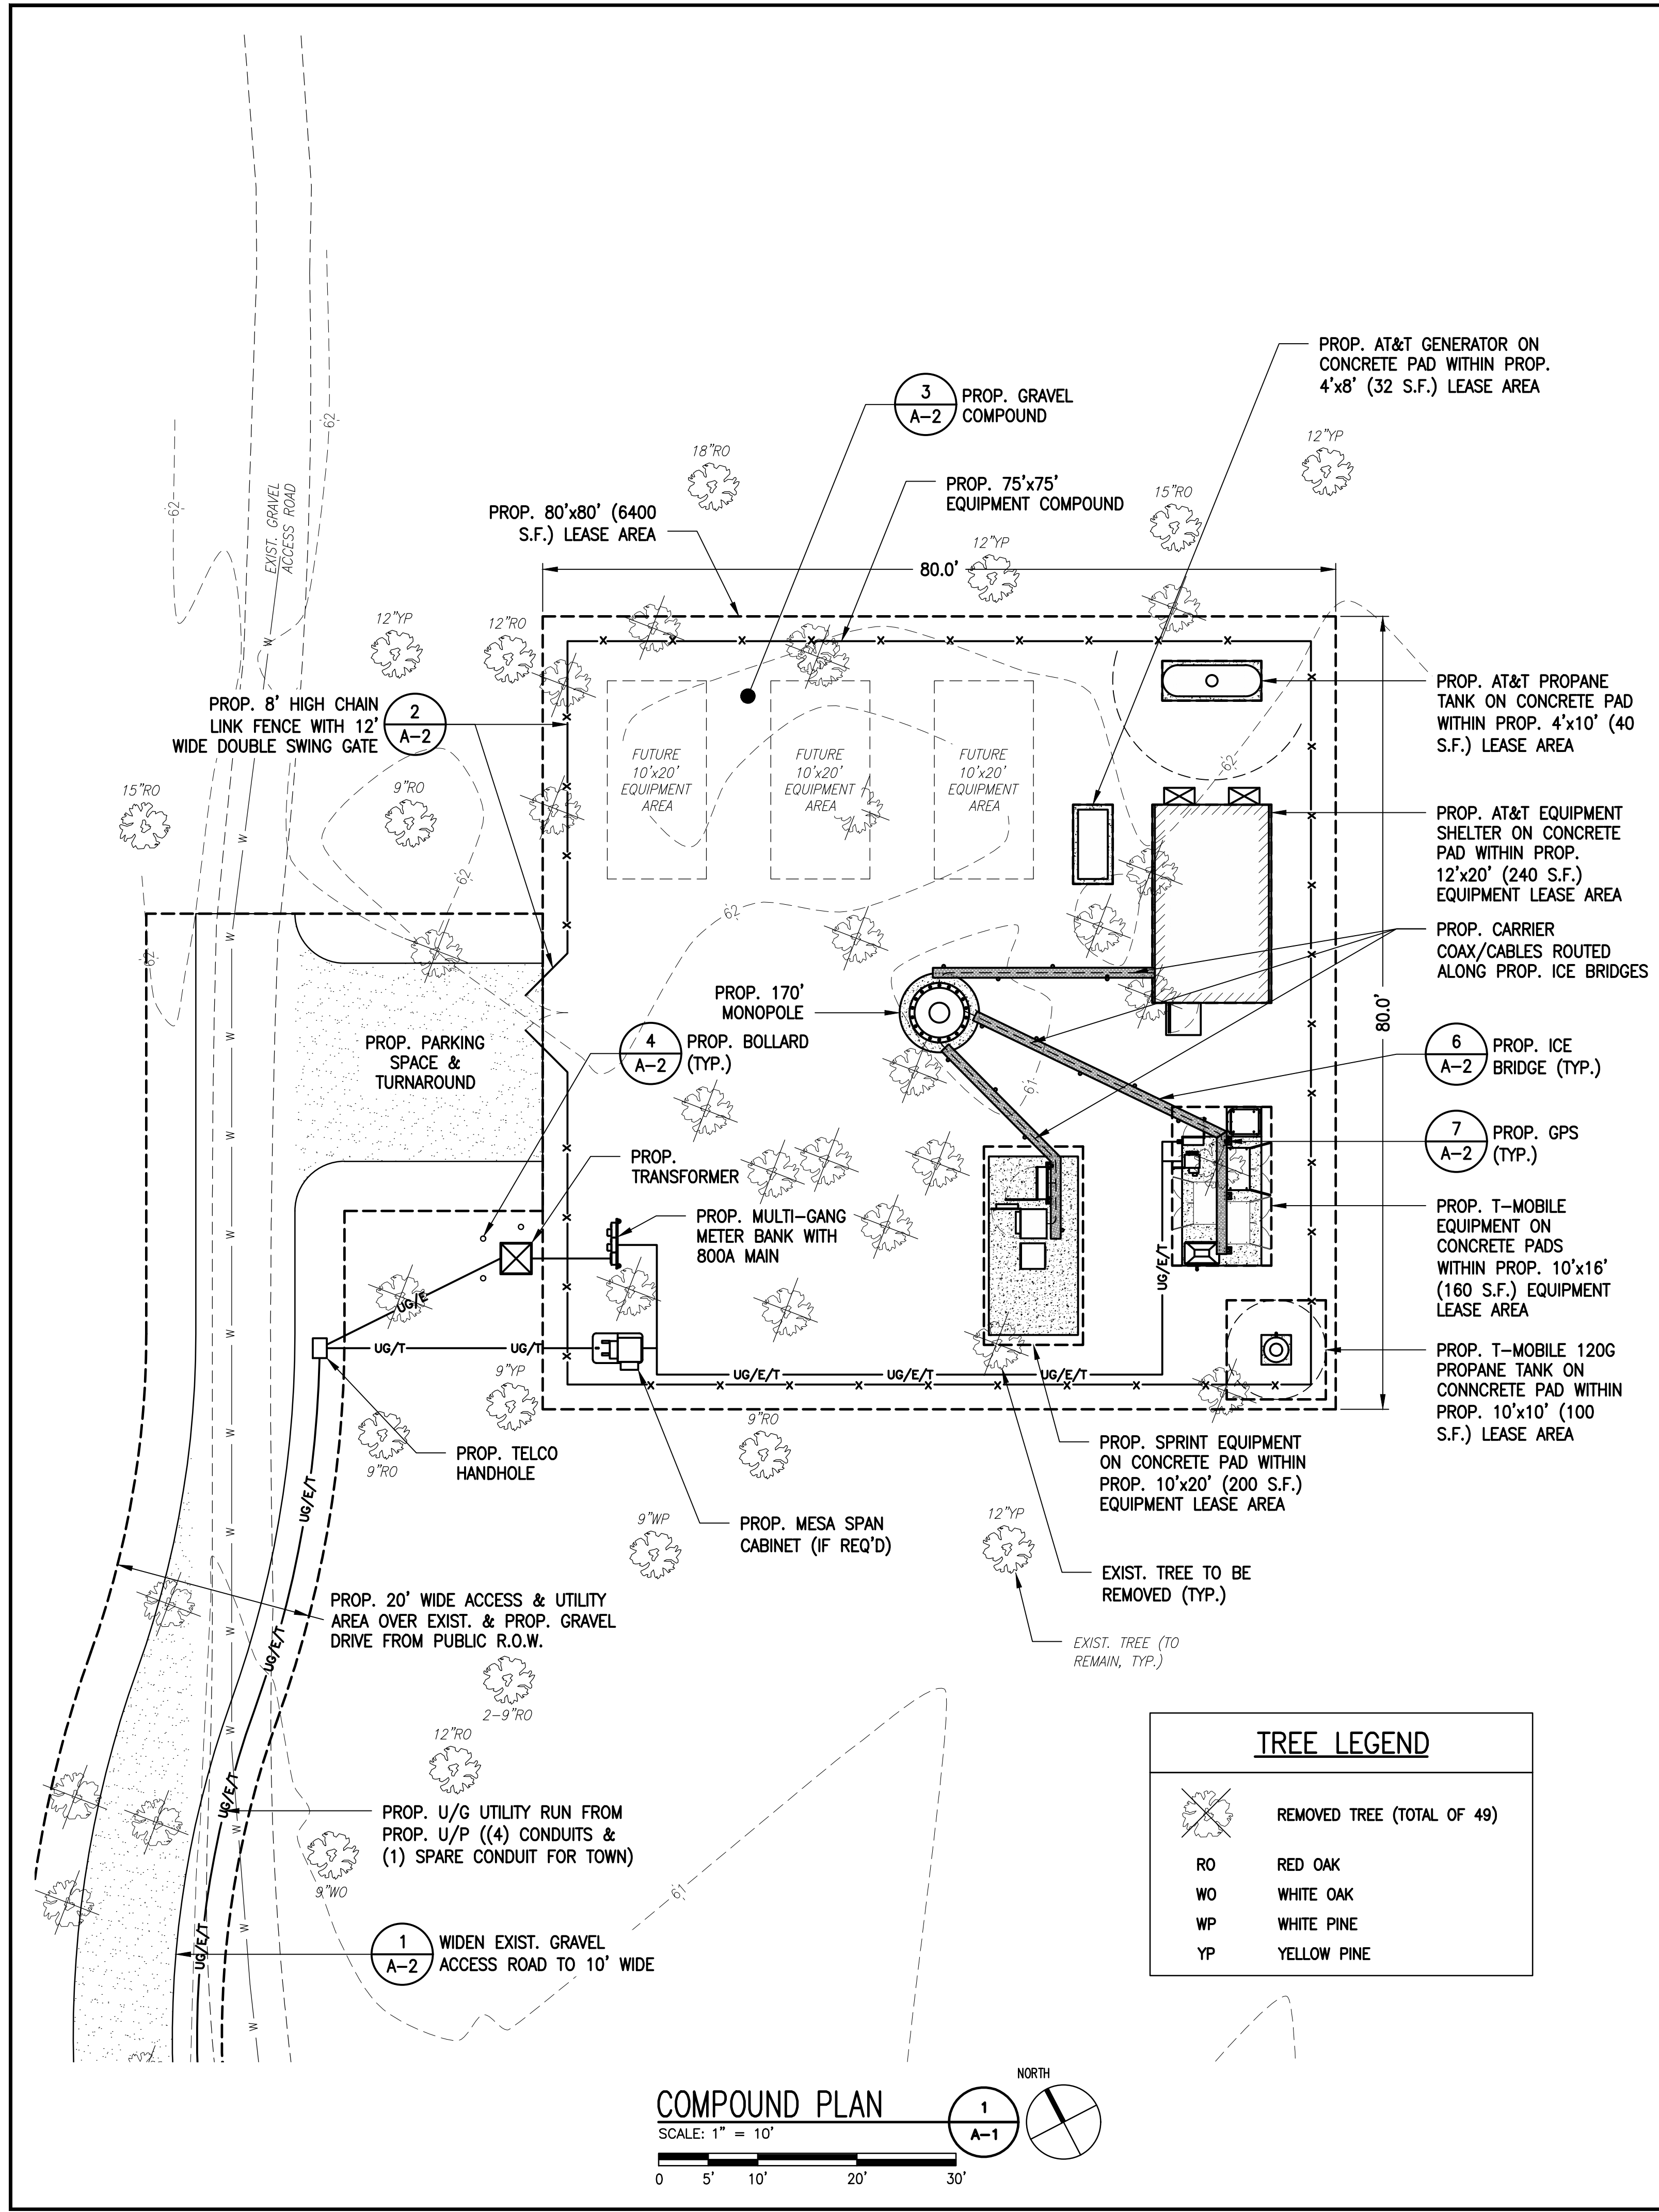 PROP. AT&T GENERATOR ON
CONCRETE PAD WITHIN PROP.
4'x8' (32 S.F.) LEASE AREA
3
A-2
PROP. GRAVEL
COMPOUND
62
62
EXIST. GRAVEL
ACCESS ROAD
18"RO
12"YP
15"RO
PROP. 75'x75'
EQUIPMENT COMPOUND
PROP. 80'x80' (6400
S.F.) LEASE AREA
12"YP
80.0'
12"YP
12"RO
PROP. 8' HIGH CHAIN
LINK FENCE WITH 12'
WIDE DOUBLE SWING GATE
2
A-2
PROP. AT&T PROPANE
TANK ON CONCRETE PAD
WITHIN PROP. 4'x10' (40
S.F.) LEASE AREA
FUTURE
10'x20'
EQUIPMENT
AREA
FUTURE
10'x20'
EQUIPMENT
AREA
FUTURE
10'x20'
EQUIPMENT
AREA
62
15"RO
9"RO
PROP. AT&T EQUIPMENT
SHELTER ON CONCRETE
PAD WITHIN PROP.
12'x20' (240 S.F.)
EQUIPMENT LEASE AREA
62
62
62
PROP. CARRIER
COAX/CABLES ROUTED
ALONG PROP. ICE BRIDGES
PROP. 170'
MONOPOLE
80.0'
PROP. PARKING
SPACE &
TURNAROUND
4
A-2
PROP. BOLLARD
(TYP.)
6
A-2
PROP. ICE
BRIDGE (TYP.)
61
7
A-2
PROP. GPS
(TYP.)
PROP.
TRANSFORMER
PROP. MULTI-GANG
METER BANK WITH
800A MAIN
PROP. T-MOBILE
EQUIPMENT ON
CONCRETE PADS
WITHIN PROP. 10'x16'
(160 S.F.) EQUIPMENT
LEASE AREA
UG/E/T
UG/E
UG/T
UG/T
UG/E/T
UG/E/T
UG/E/T
PROP. T-MOBILE 120G
PROPANE TANK ON
CONNCRETE PAD WITHIN
PROP. 10'x10' (100
S.F.) LEASE AREA
9"YP
9"RO
9"RO
PROP. TELCO
HANDHOLE
PROP. SPRINT EQUIPMENT
ON CONCRETE PAD WITHIN
PROP. 10'x20' (200 S.F.)
EQUIPMENT LEASE AREA
UG/E/T
9"WP
12"YP
PROP. MESA SPAN
CABINET (IF REQ'D)
EXIST. TREE TO BE
REMOVED (TYP.)
PROP. 20' WIDE ACCESS & UTILITY
AREA OVER EXIST. & PROP. GRAVEL
DRIVE FROM PUBLIC R.O.W.
EXIST. TREE (TO
REMAIN, TYP.)
UG/E/T
2-9"RO
12"RO
UG/E/T
PROP. U/G UTILITY RUN FROM
PROP. U/P ((4) CONDUITS &
(1) SPARE CONDUIT FOR TOWN)
9"WO
61
UG/E/T
1
A-2
WIDEN EXIST. GRAVEL
ACCESS ROAD TO 10' WIDE
TREE LEGEND
REMOVED TREE (TOTAL OF 49)
RO RED OAK
WO WHITE OAK
WP WHITE PINE
YP YELLOW PINE
COMPOUND PLAN
SCALE: 1" = 10'
1
A-1
NORTH
0 5' 10' 20' 30'